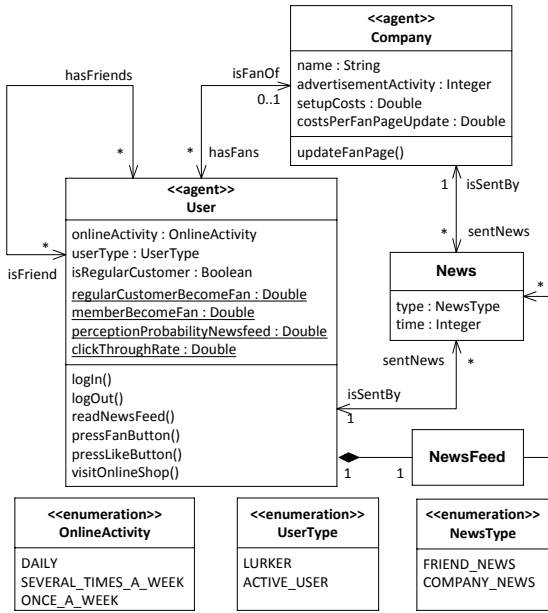 <<agent>>
Company
name : String
advertisementActivity : Integer
setupCosts : Double
costsPerFanPageUpdate : Double
updateFanPage()
hasFriends
isFanOf
0..1
*
*
hasFans
1
isSentBy
<<agent>>
User
onlineActivity : OnlineActivity
userType : UserType
isRegularCustomer : Boolean
regularCustomerBecomeFan : Double
memberBecomeFan : Double
perceptionProbabilityNewsfeed : Double
clickThroughRate : Double
logIn()
logOut()
readNewsFeed()
pressFanButton()
pressLikeButton()
visitOnlineShop()
*
isFriend
*
sentNews
News
type : NewsType
time : Integer
*
sentNews
*
isSentBy
1
NewsFeed
1
1
<<enumeration>>
OnlineActivity
DAILY
SEVERAL_TIMES_A_WEEK
ONCE_A_WEEK
<<enumeration>>
UserType
LURKER
ACTIVE_USER
<<enumeration>>
NewsType
FRIEND_NEWS
COMPANY_NEWS